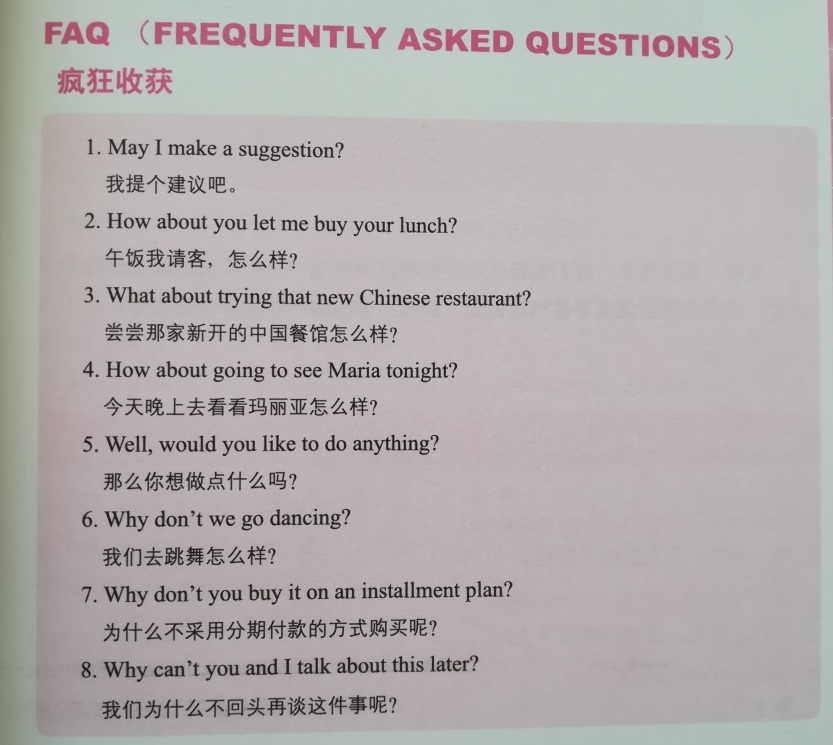 FAQ （FREQUENTLY ASKED QUESTIONS）
疯狂收获
1. May I make a suggestion?
我提个建议吧。
2. How about you let me buy your lunch?
午饭我请客，怎么样?
3. What about trying that new Chinese restaurant?
尝尝那家新开的中国餐馆怎么样?
4. How about going to see Maria tonight?
今天晚上去看看玛丽亚怎么样?
5. Well, would you like to do anything?
那么你想做点什么吗?
6. Why don’t we go dancing?
我们去跳舞怎么样?
7. Why don’t you buy it on an installment plan?
为什么不采用分期付款的方式购买呢?
8. Why can’t you and I talk about this later?
我们为什么不回头再谈这件事呢?